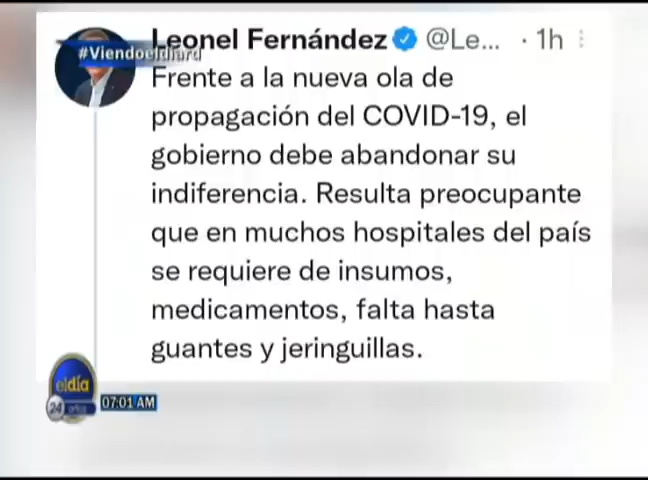 Leonel Fernández @Le... · 1h
#Viendoeldiard
Frente a la nueva ola de
propagación del COVID-19, el
gobierno debe abandonar su
indiferencia. Resulta preocupante
que en muchos hospitales del país
se requiere de insumos,
medicamentos, falta hasta
guantes y jeringuillas.
eldía
24 años
07:01 AM